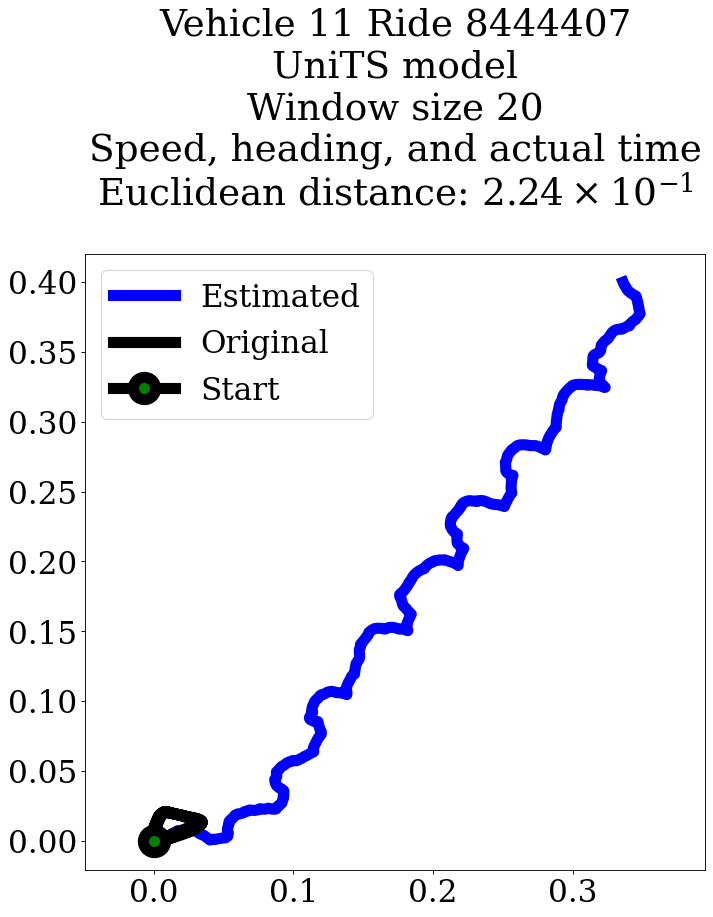 Vehicle 11 Ride 8444407
UniTS model
Window size 20
Speed, heading, and actual time
Euclidean distance: 2.24 × 10⁻¹
Estimated
Original
Start
0.40
0.35
0.30
0.25
0.20
0.15
0.10
0.05
0.00
0.0 0.1 0.2 0.3